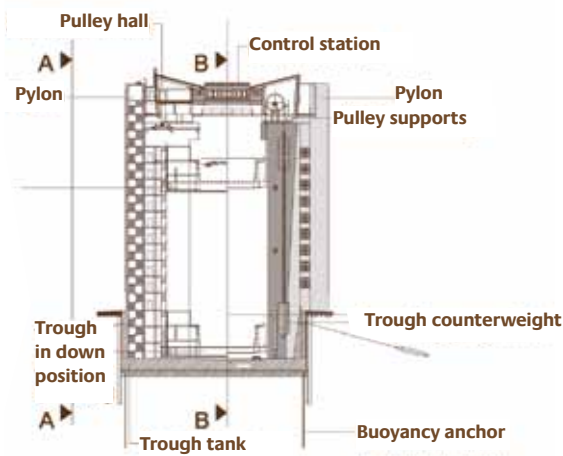 Pulley hall
Control station
A B
Pylon Pylon
Pulley supports
Trough
in down
position
Trough counterweight
A B
Trough tank
Buoyancy anchor